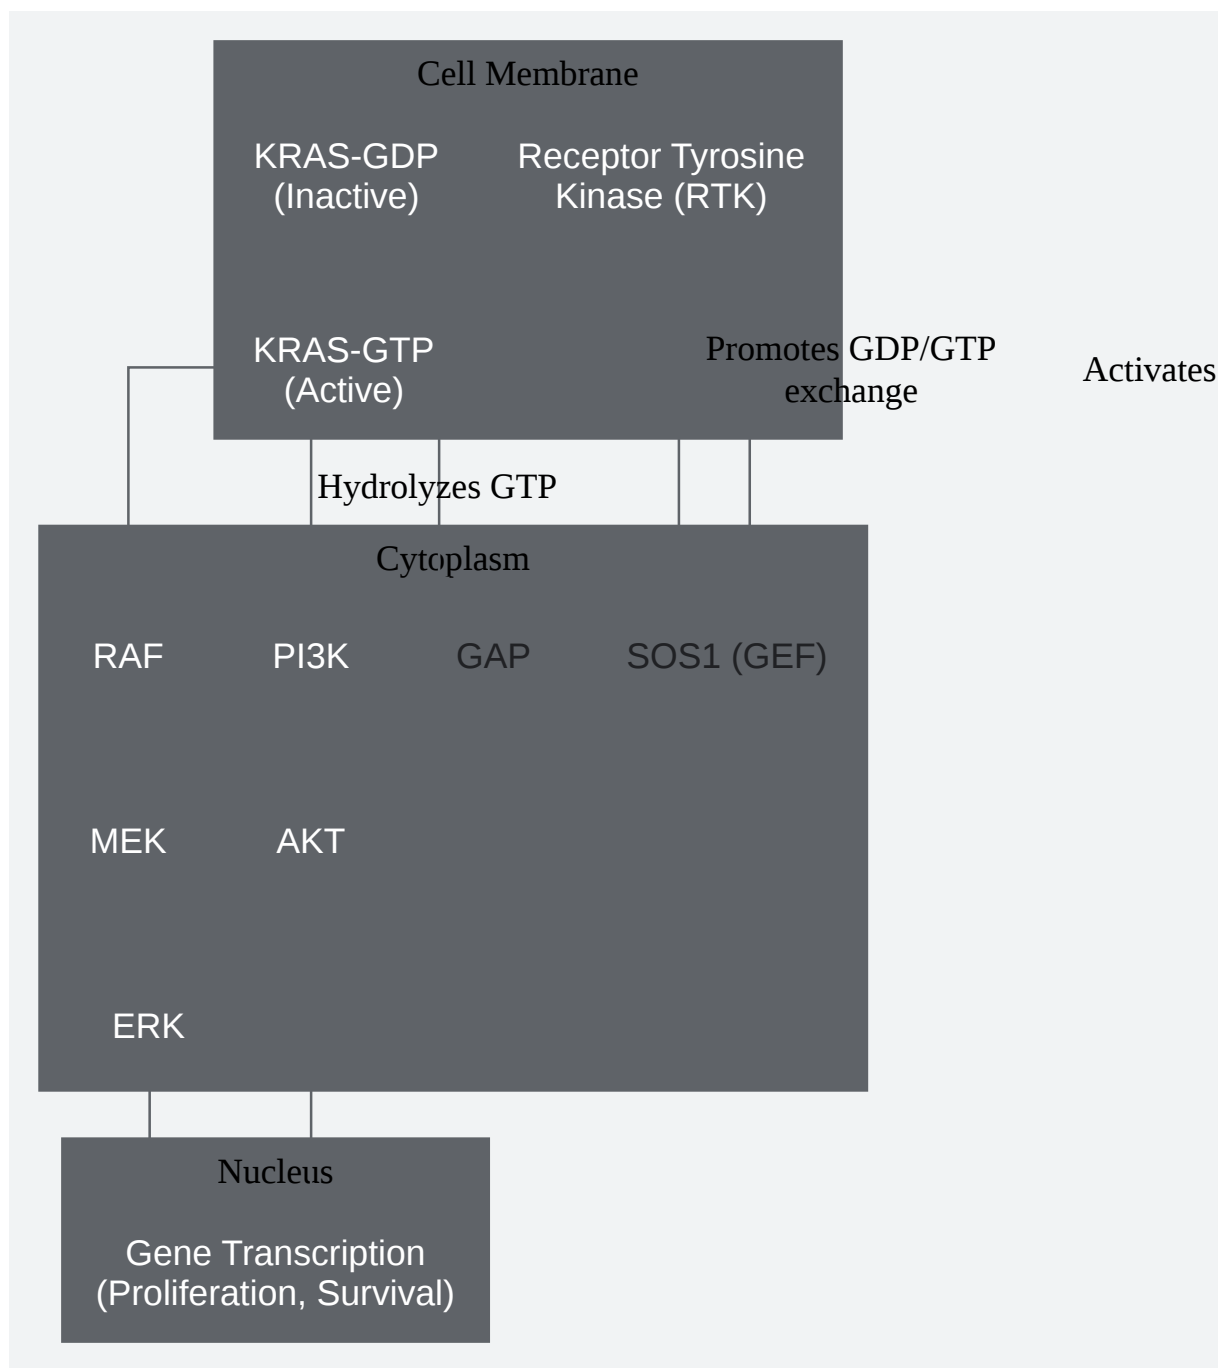 Cell Membrane
KRAS-GDP
(Inactive)
Receptor Tyrosine
Kinase (RTK)
KRAS-GTP
(Active)
Promotes GDP/GTP
exchange
Activates
Hydrolyzes GTP
Cytoplasm
RAF
PI3K
GAP
SOS1 (GEF)
MEK
AKT
ERK
Nucleus
Gene Transcription
(Proliferation, Survival)